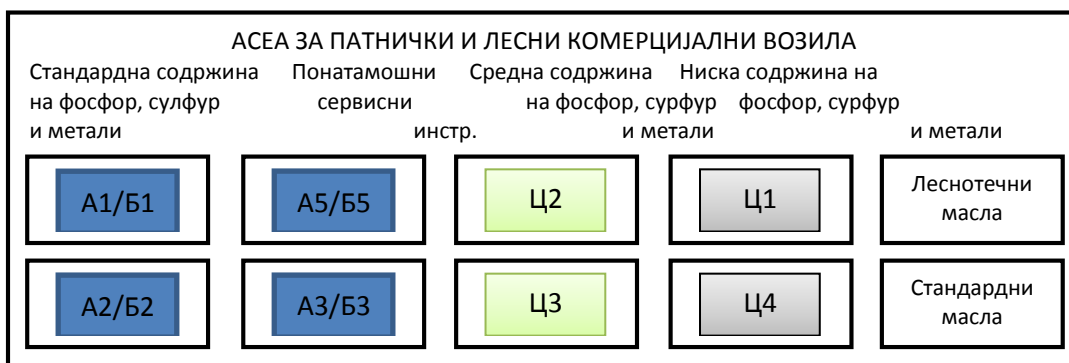 АСЕА ЗА ПАТНИЧКИ И ЛЕСНИ КОМЕРЦИЈАЛНИ ВОЗИЛА
Стандардна содржина Понатамошни Средна содржина Ниска содржина на
на фосфор, сулфур сервисни на фосфор, сурфур фосфор, сурфур
и метали инстр. и метали и метали
А1/Б1 А5/Б5 Ц2 Ц1 Леснотечни
масла
А2/Б2 А3/Б3 Ц3 Ц4 Стандардни
масла